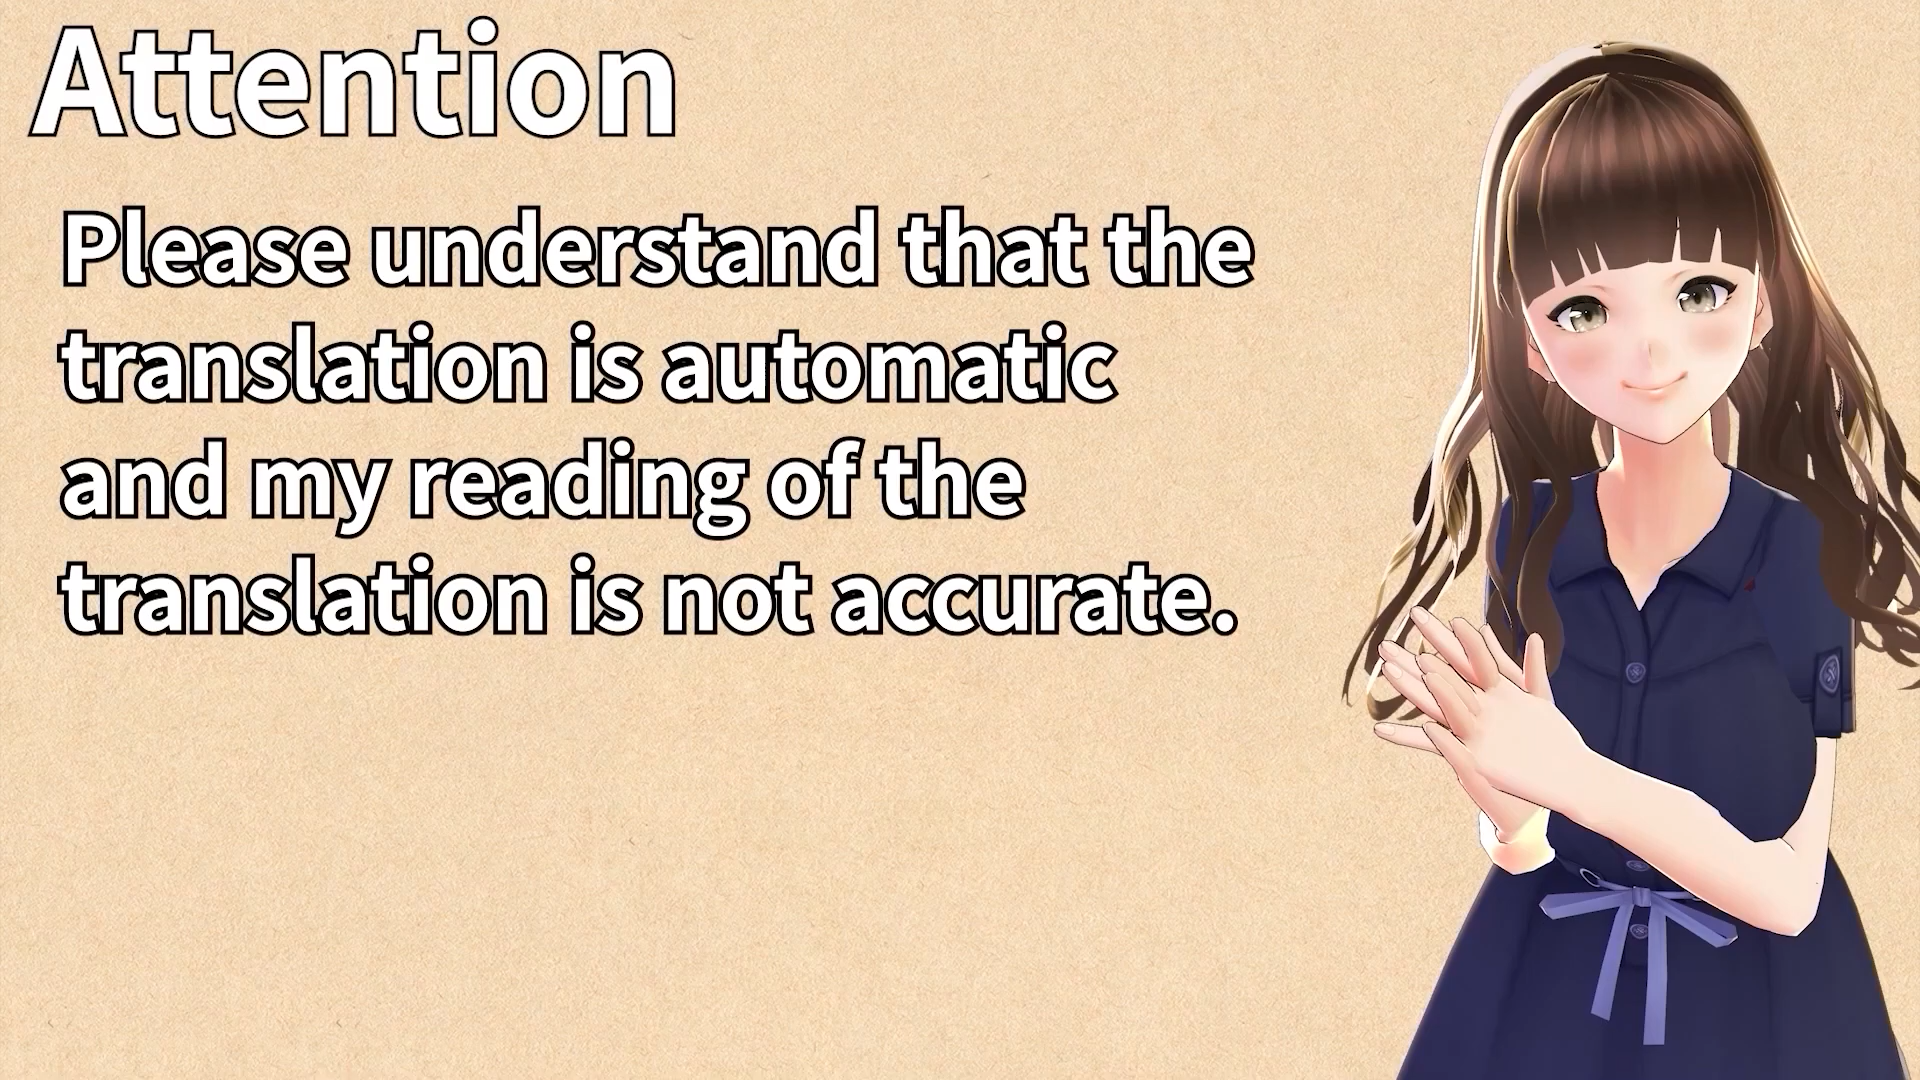 Attention
Please understand that the
translation is automatic
and my reading of the
translation is not accurate.